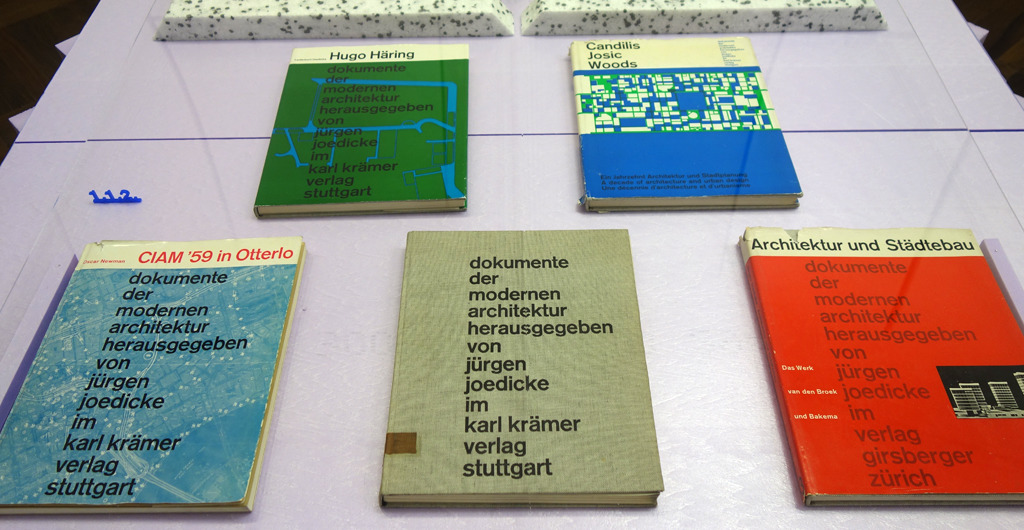 Hugo Häring
dokumente
der
modernen
architektur
herausgegeben
von
jürgen
joedicke
im
karl krämer
verlag
stuttgart
Candilis
Josic
Woods
Ein Jahrzehnt Architektur und Stadtplanung
A decade of architecture and urban design
Une décennie d'architecture et d'urbanisme
112
Oscar Newman
CIAM '59 in Otterlo
dokumente
der
modernen
architektur
herausgegeben
von
jürgen
joedicke
im
karl krämer
verlag
stuttgart
dokumente
der
modernen
architektur
herausgegeben
von
jürgen
joedicke
im
karl krämer
verlag
stuttgart
Architektur und Städtebau
dokumente
der
modernen
architektur
herausgegeben
von
jürgen
joedicke
im
verlag
girsberger
zürich
Das Werk
van den Broek
und Bakema